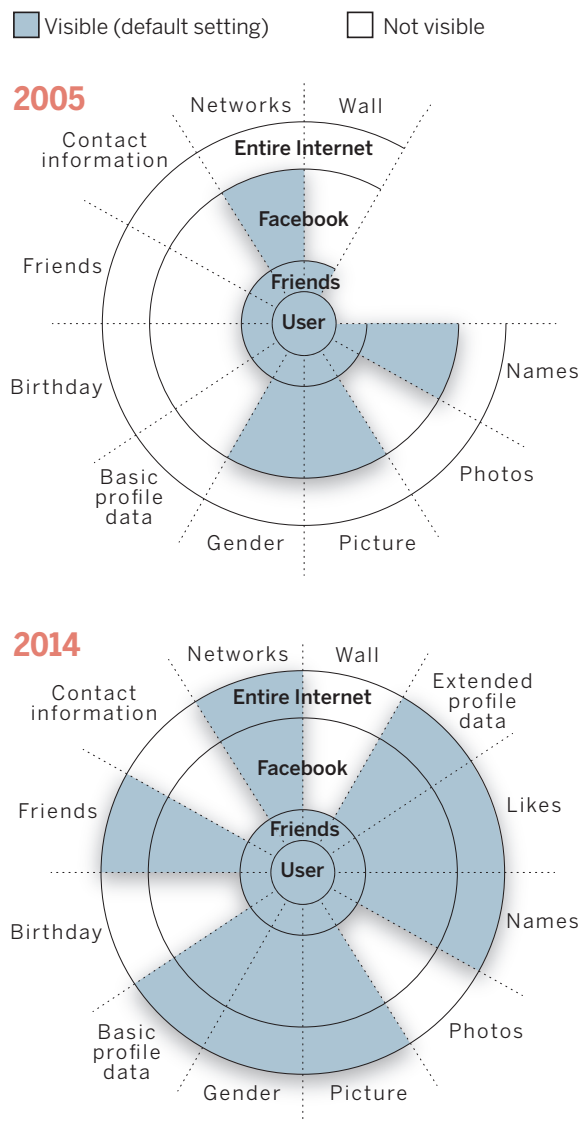 Visible (default setting)
Not visible
2005
Networks
Wall
Contact
information
Entire Internet
Facebook
Friends
Friends
User
Names
Birthday
Photos
Basic
profile
data
Gender
Picture
2014
Networks
Wall
Extended
profile
data
Contact
information
Entire Internet
Facebook
Friends
Likes
Friends
User
Names
Birthday
Photos
Basic
profile
data
Gender
Picture